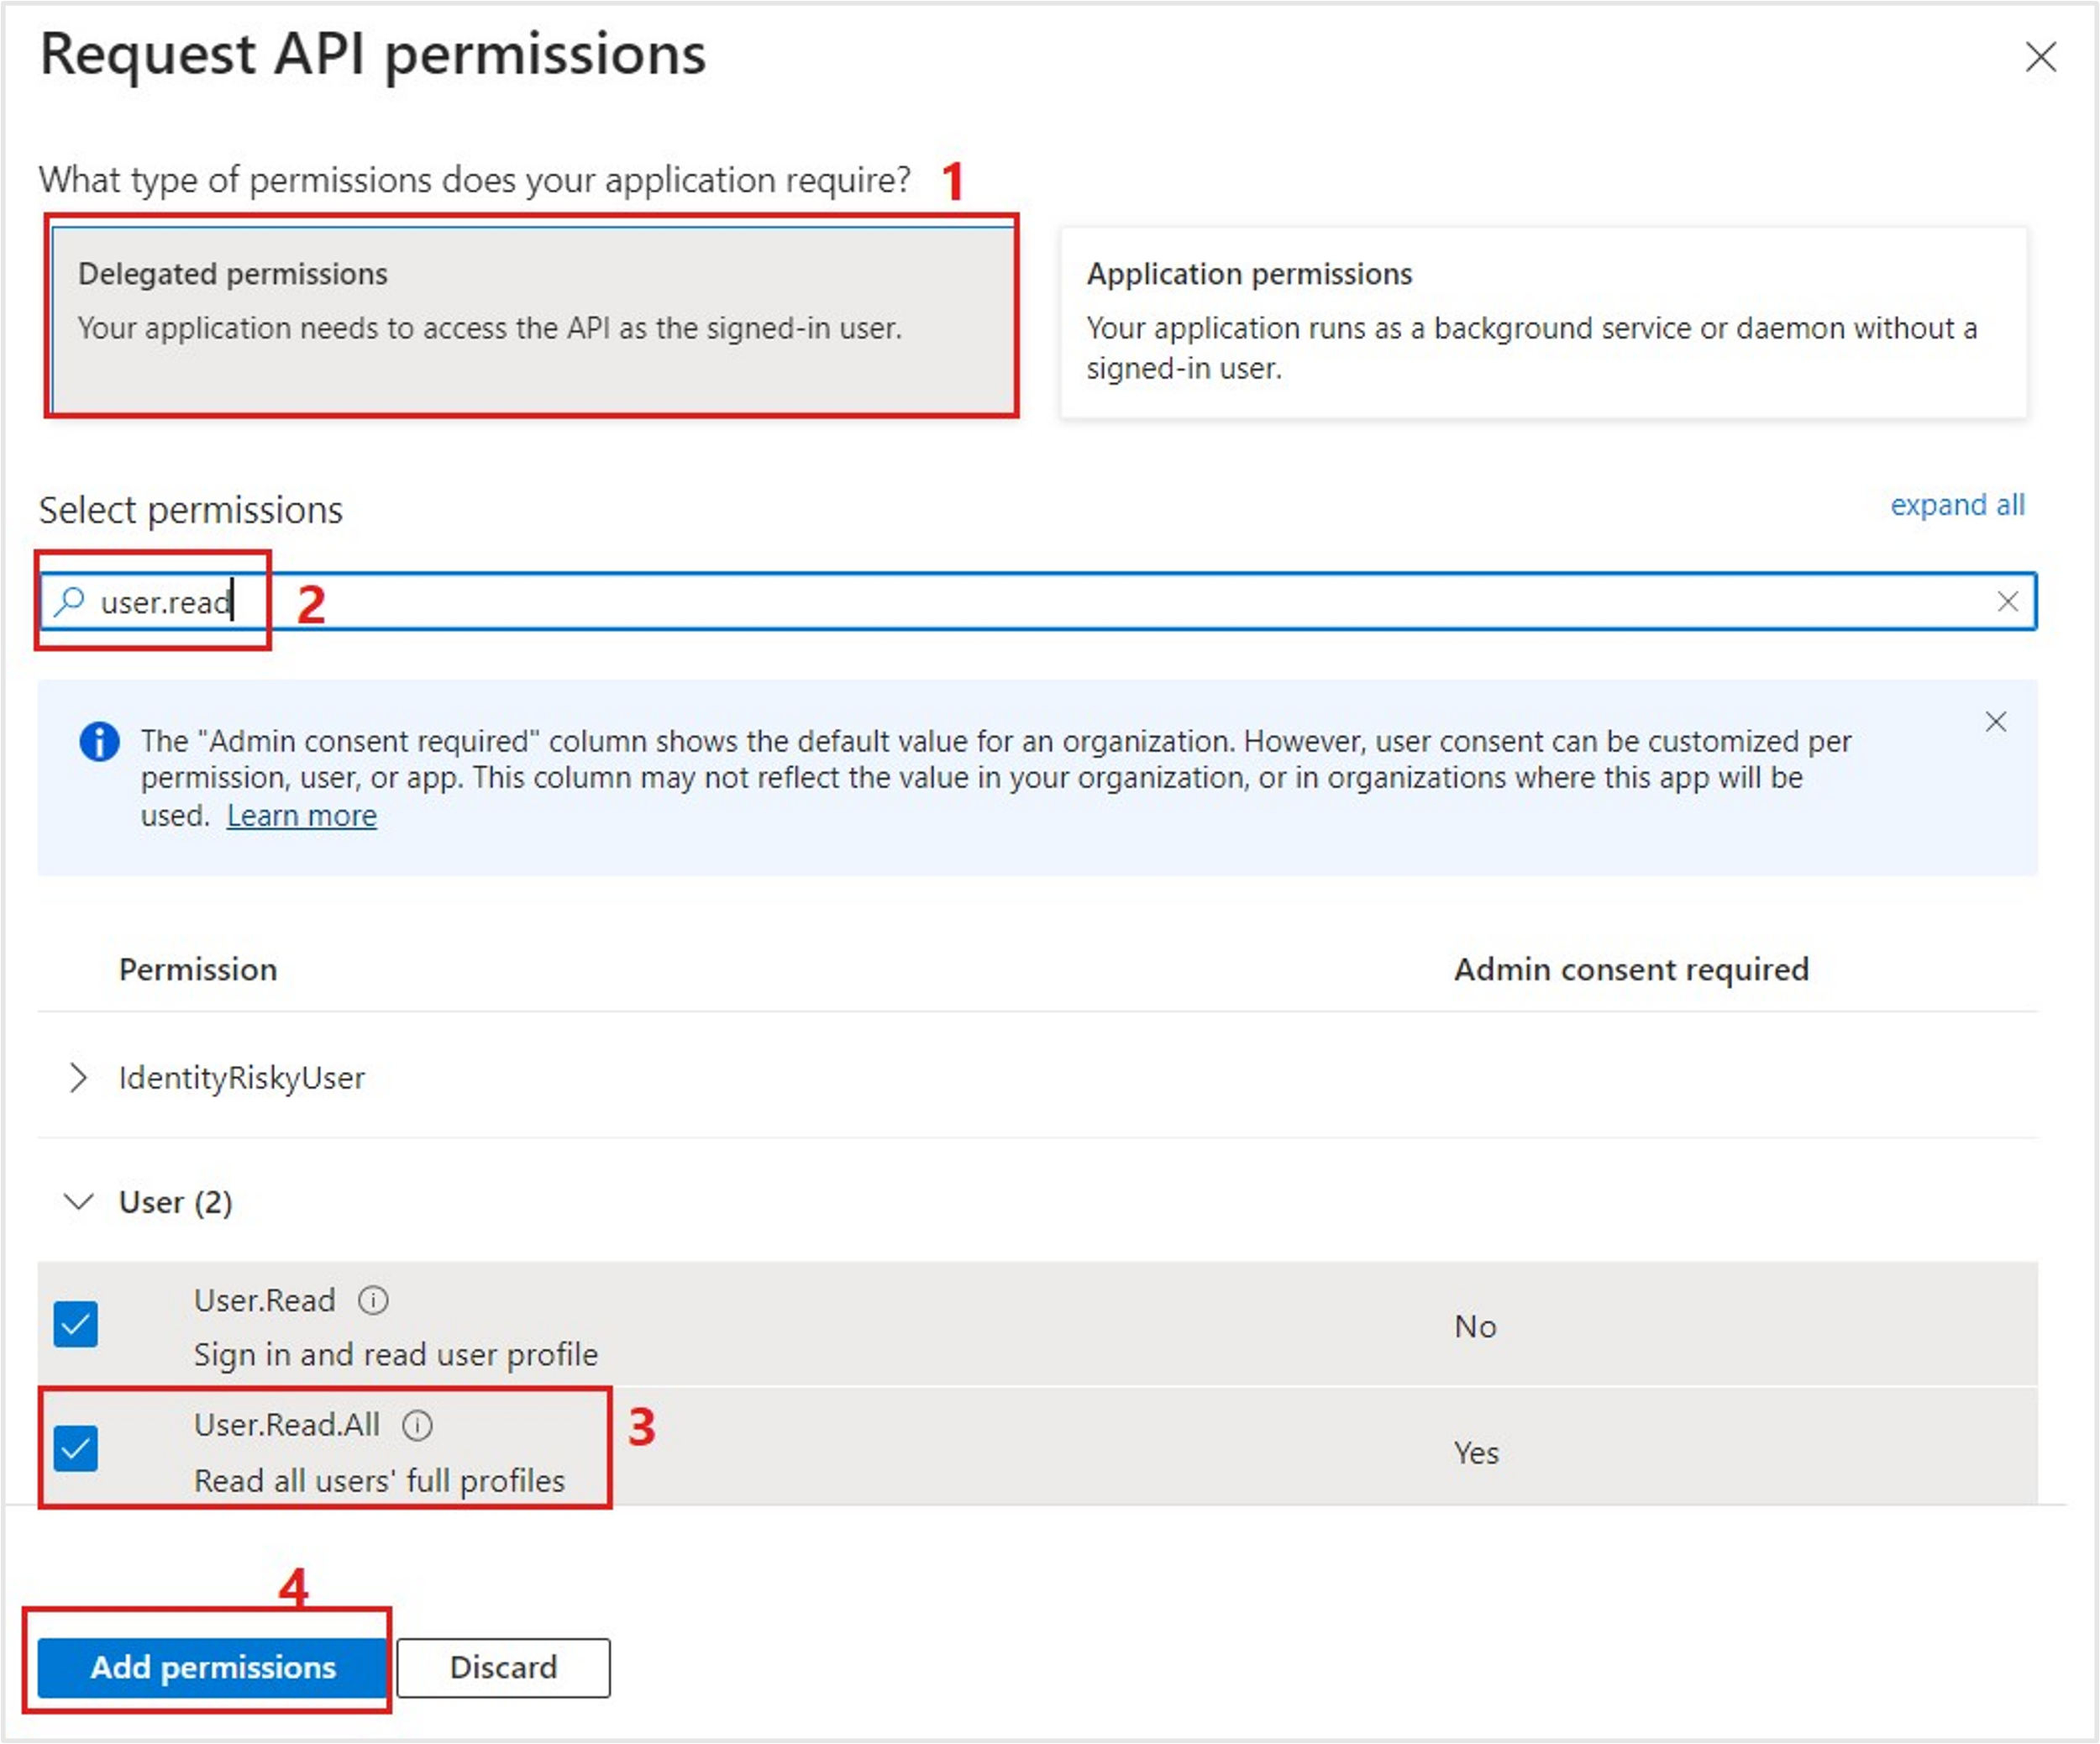 Request API permissions
What type of permissions does your application require? 1
Delegated permissions
Your application needs to access the API as the signed-in user.
Application permissions
Your application runs as a background service or daemon without a
signed-in user.
Select permissions
expand all
user.read 2
The "Admin consent required" column shows the default value for an organization. However, user consent can be customized per
permission, user, or app. This column may not reflect the value in your organization, or in organizations where this app will be
used. Learn more
Permission Admin consent required
IdentityRiskyUser
User (2)
User.Read
Sign in and read user profile
No
User.Read.All 3
Read all users' full profiles
Yes
4
Add permissions Discard